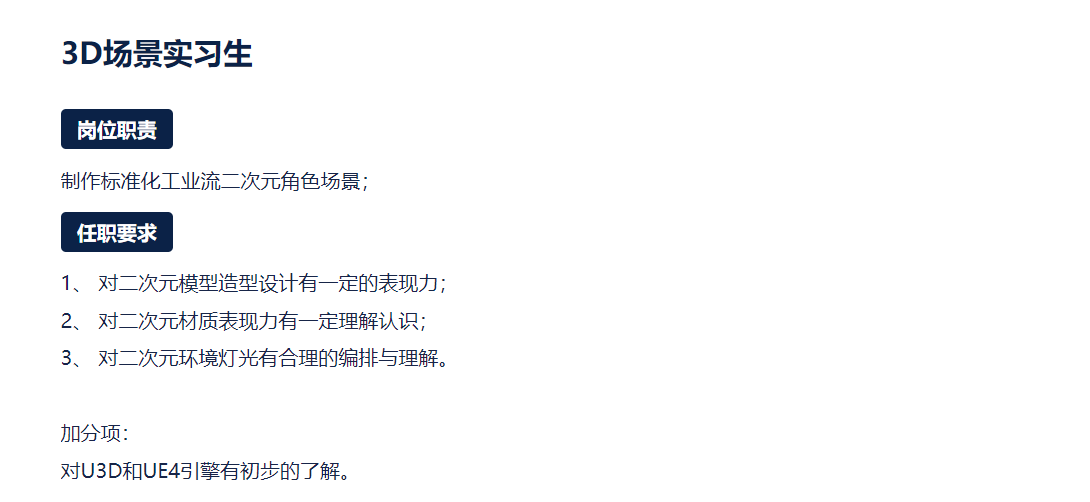 3D场景实习生
岗位职责
制作标准化工业流二次元角色场景；
任职要求
1、 对二次元模型造型设计有一定的表现力；
2、 对二次元材质表现力有一定理解认识；
3、 对二次元环境灯光有合理的编排与理解。
加分项：
对U3D和UE4引擎有初步的了解。